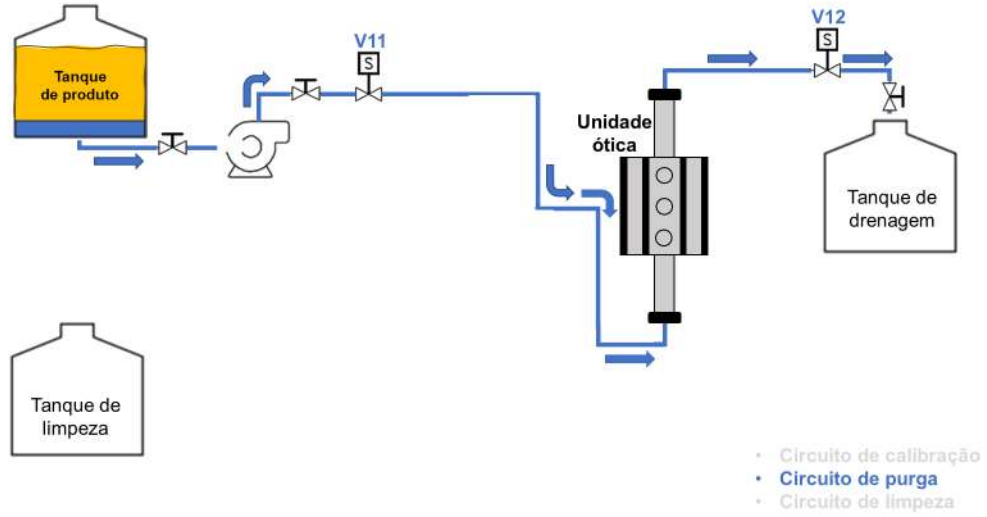 V11
V12
S
S
Tanque
de produto
Unidade
ótica
Tanque de
drenagem
Tanque de
limpeza
• Circuito de calibração
• Circuito de purga
• Circuito de limpeza